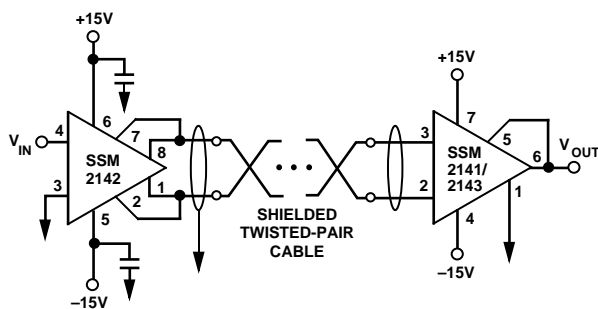 +15V
6
7
4
V IN
8
SSM
2142
3
1
2
5
–15V
SHIELDED
TWISTED-PAIR
CABLE
+15V
7
3
5
V OUT
SSM
2141/
2143
6
2
1
4
–15V